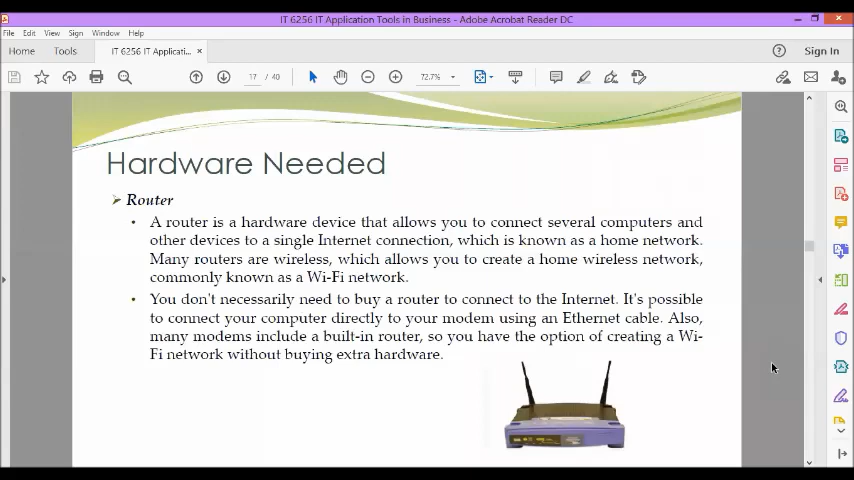 IT 6256 IT Application Tools in Business - Adobe Acrobat Reader DC
File Edit View Sign Window Help
Home Tools IT 6256 IT Applicati... × Sign In
17 / 40 72.7%
Hardware Needed
Router
• A router is a hardware device that allows you to connect several computers and
other devices to a single Internet connection, which is known as a home network.
Many routers are wireless, which allows you to create a home wireless network,
commonly known as a Wi-Fi network.
• You don't necessarily need to buy a router to connect to the Internet. It's possible
to connect your computer directly to your modem using an Ethernet cable. Also,
many modems include a built-in router, so you have the option of creating a Wi-
Fi network without buying extra hardware.